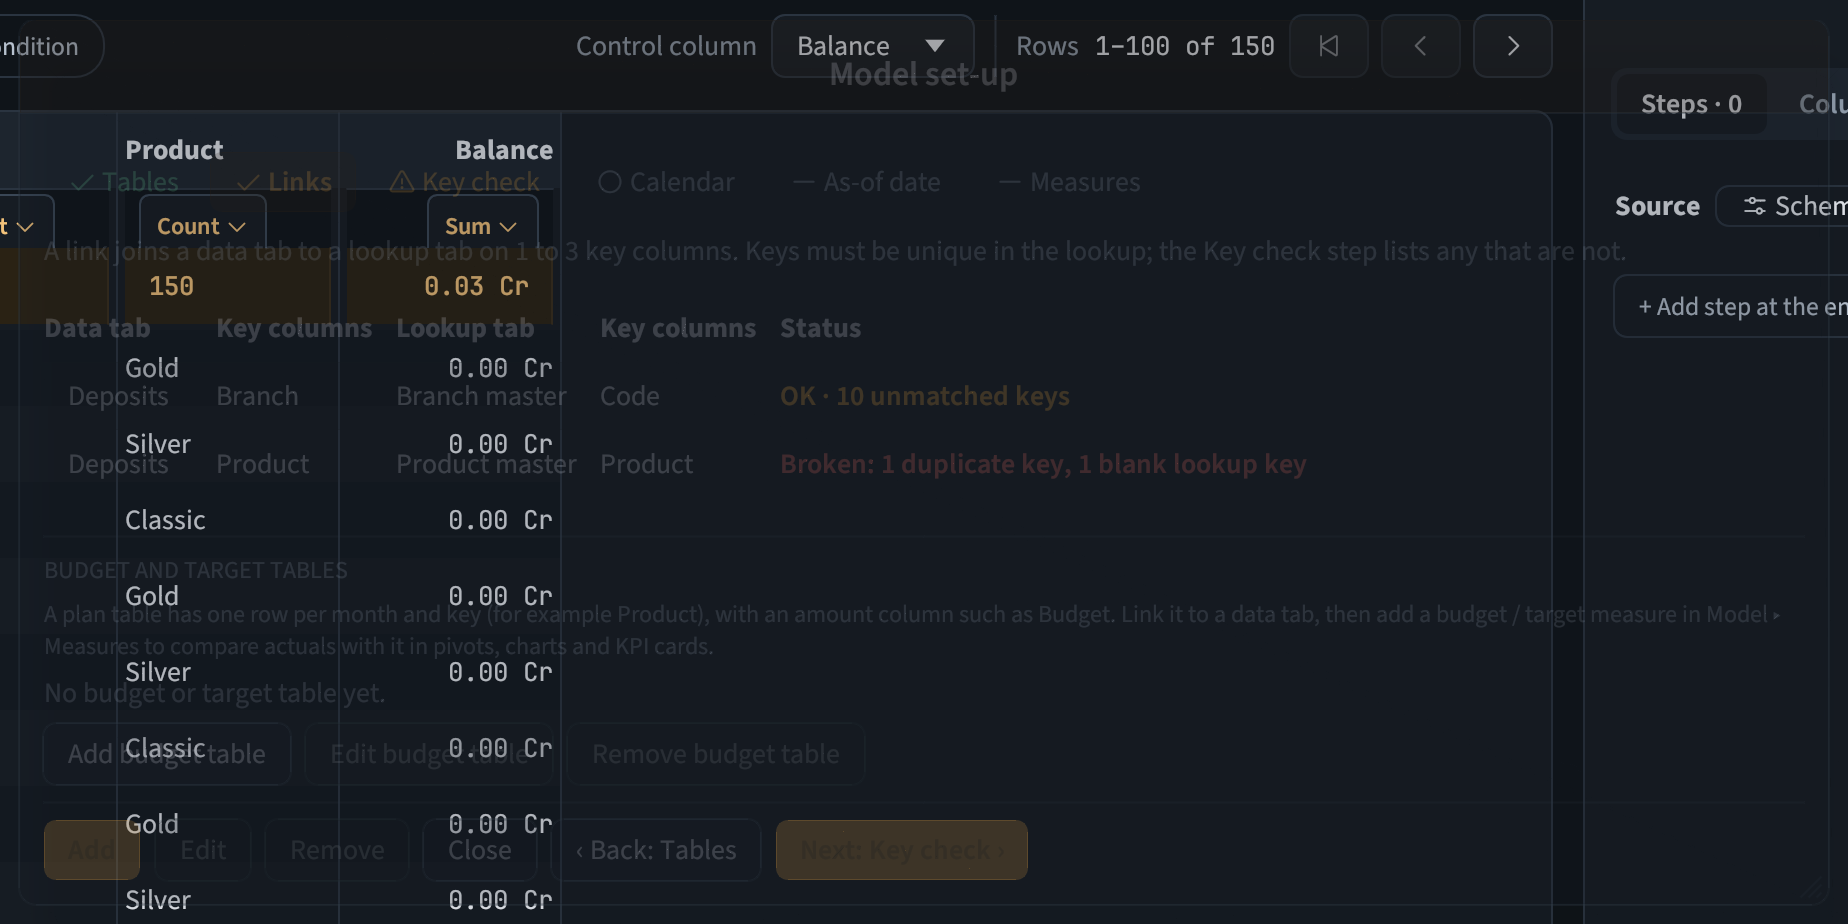 ndition
Control column
Balance
Rows 1–100 of 150
Model set-up
Steps · 0
Colu
Product
Balance
Tables
Links
Key check
Calendar
As-of date
Measures
Source
Schem
t
Count
Sum
A link joins a data tab to a lookup tab on 1 to 3 key columns. Keys must be unique in the lookup; the Key check step lists any that are not.
150
0.03 Cr
+ Add step at the en
Data tab
Key columns
Lookup tab
Key columns
Status
Gold
0.00 Cr
Deposits
Branch
Branch master
Code
OK · 10 unmatched keys
Silver
0.00 Cr
Deposits
Product
Product master
Product
Broken: 1 duplicate key, 1 blank lookup key
Classic
0.00 Cr
BUDGET AND TARGET TABLES
Gold
0.00 Cr
A plan table has one row per month and key (for example Product), with an amount column such as Budget. Link it to a data tab, then add a budget / target measure in Model ▸
Measures to compare actuals with it in pivots, charts and KPI cards.
Silver
0.00 Cr
No budget or target table yet.
Classic
0.00 Cr
Add budget table
Edit budget table
Remove budget table
Gold
0.00 Cr
Add
Edit
Remove
Close
‹ Back: Tables
Next: Key check ›
Silver
0.00 Cr